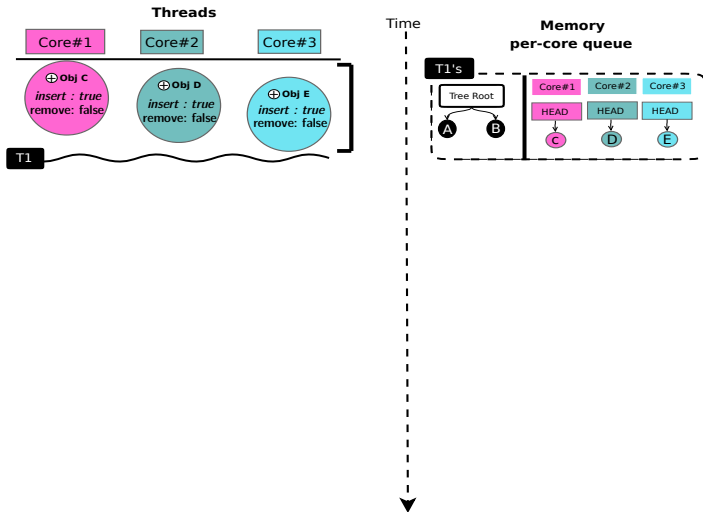 Threads
Core#1 Core#2 Core#3
⊕ Obj C
insert : true
remove: false
⊕ Obj D
insert : true
remove: false
⊕ Obj E
insert : true
remove: false
T1
Time
Memory
per-core queue
T1's
Tree Root
A B
Core#1 Core#2 Core#3
HEAD HEAD HEAD
C D E